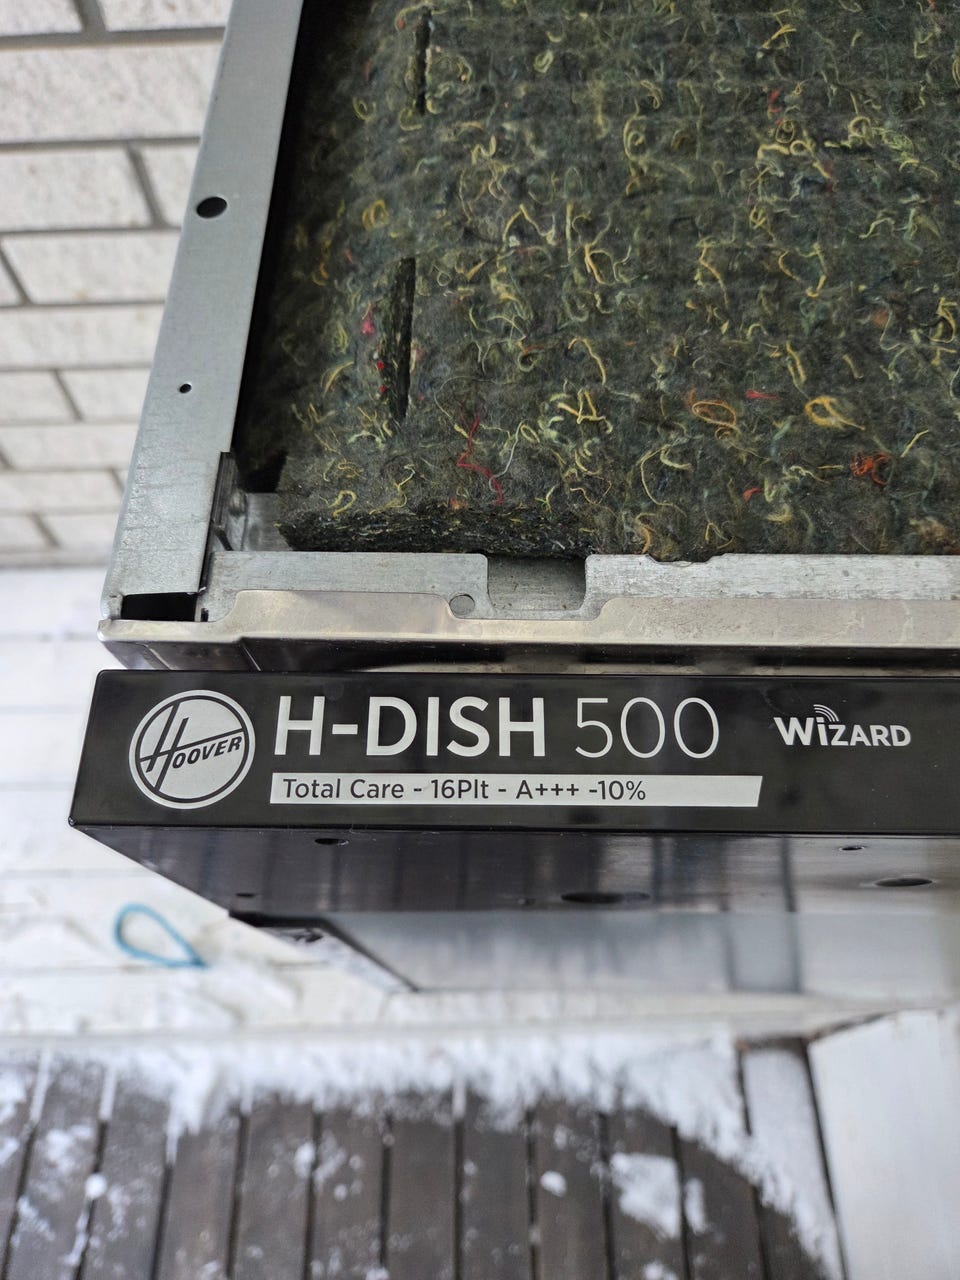 HOOVER
H-DISH 500
WiZARD
Total Care - 16Plt - A+++ -10%